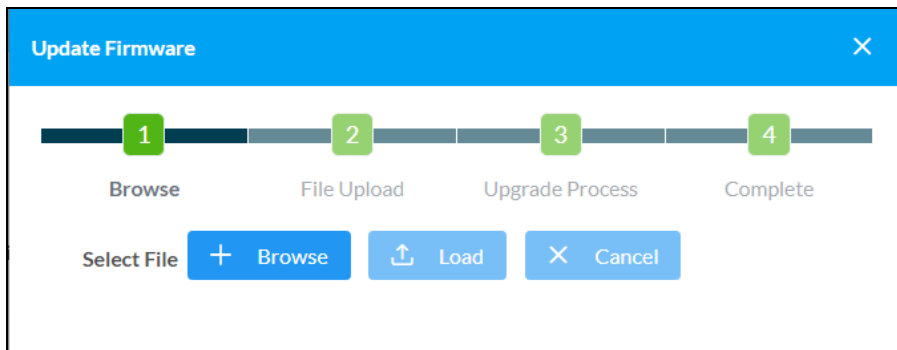 Update Firmware
1 2 3 4
Browse File Upload Upgrade Process Complete
Select File Browse Load Cancel